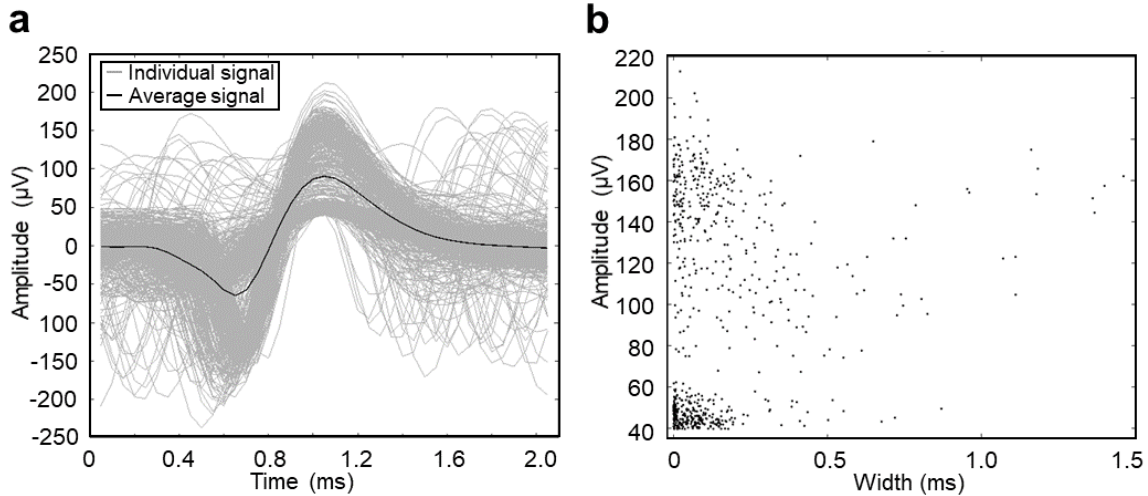 a
250
200
150
100
50
0
-50
100
-150
-200
-250
Amplitude (µV)
Individual signal
Average signal
0 0.4 0.8 1.2 1.6 2.0
Time (ms)
b
220
200
180
160
140
120
100
80
60
40
Amplitude (µV)
0 0.5 1.0 1.5
Width (ms)